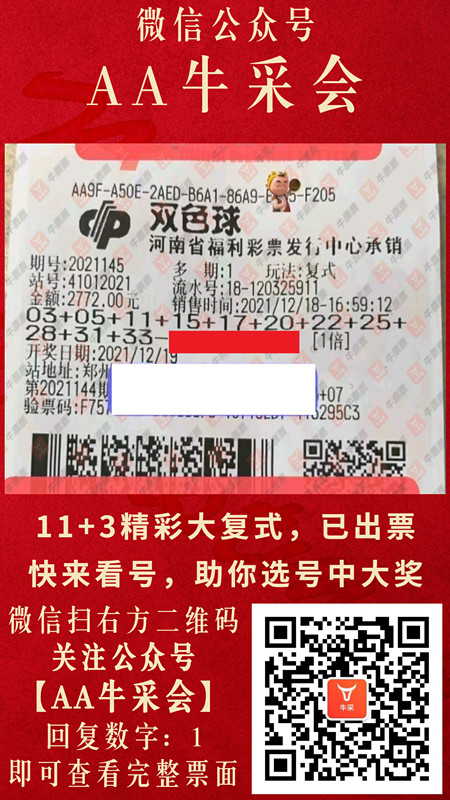 微信公众号
AA牛采会
AA9F-A50E-2AED-B6A1-86A9-
-F205
双色球
河南省福利彩票发行中心承销
期号:2021145
多 期:1
玩法:复式
站号:41012021
流水号:18-120325911
金额:2772.00元
销售时间:2021/12/18-16:59:12
03+05+11+15+17+20+22+25+
28+31+33-
[1倍]
开奖日期:2021/12/19
站地址:郑州
第2021144期
+07
验票码:F757
11+3精彩大复式，已出票
快来看号，助你选号中大奖
微信扫右方二维码
关注公众号
【AA牛采会】
回复数字：1
即可查看完整票面
牛采